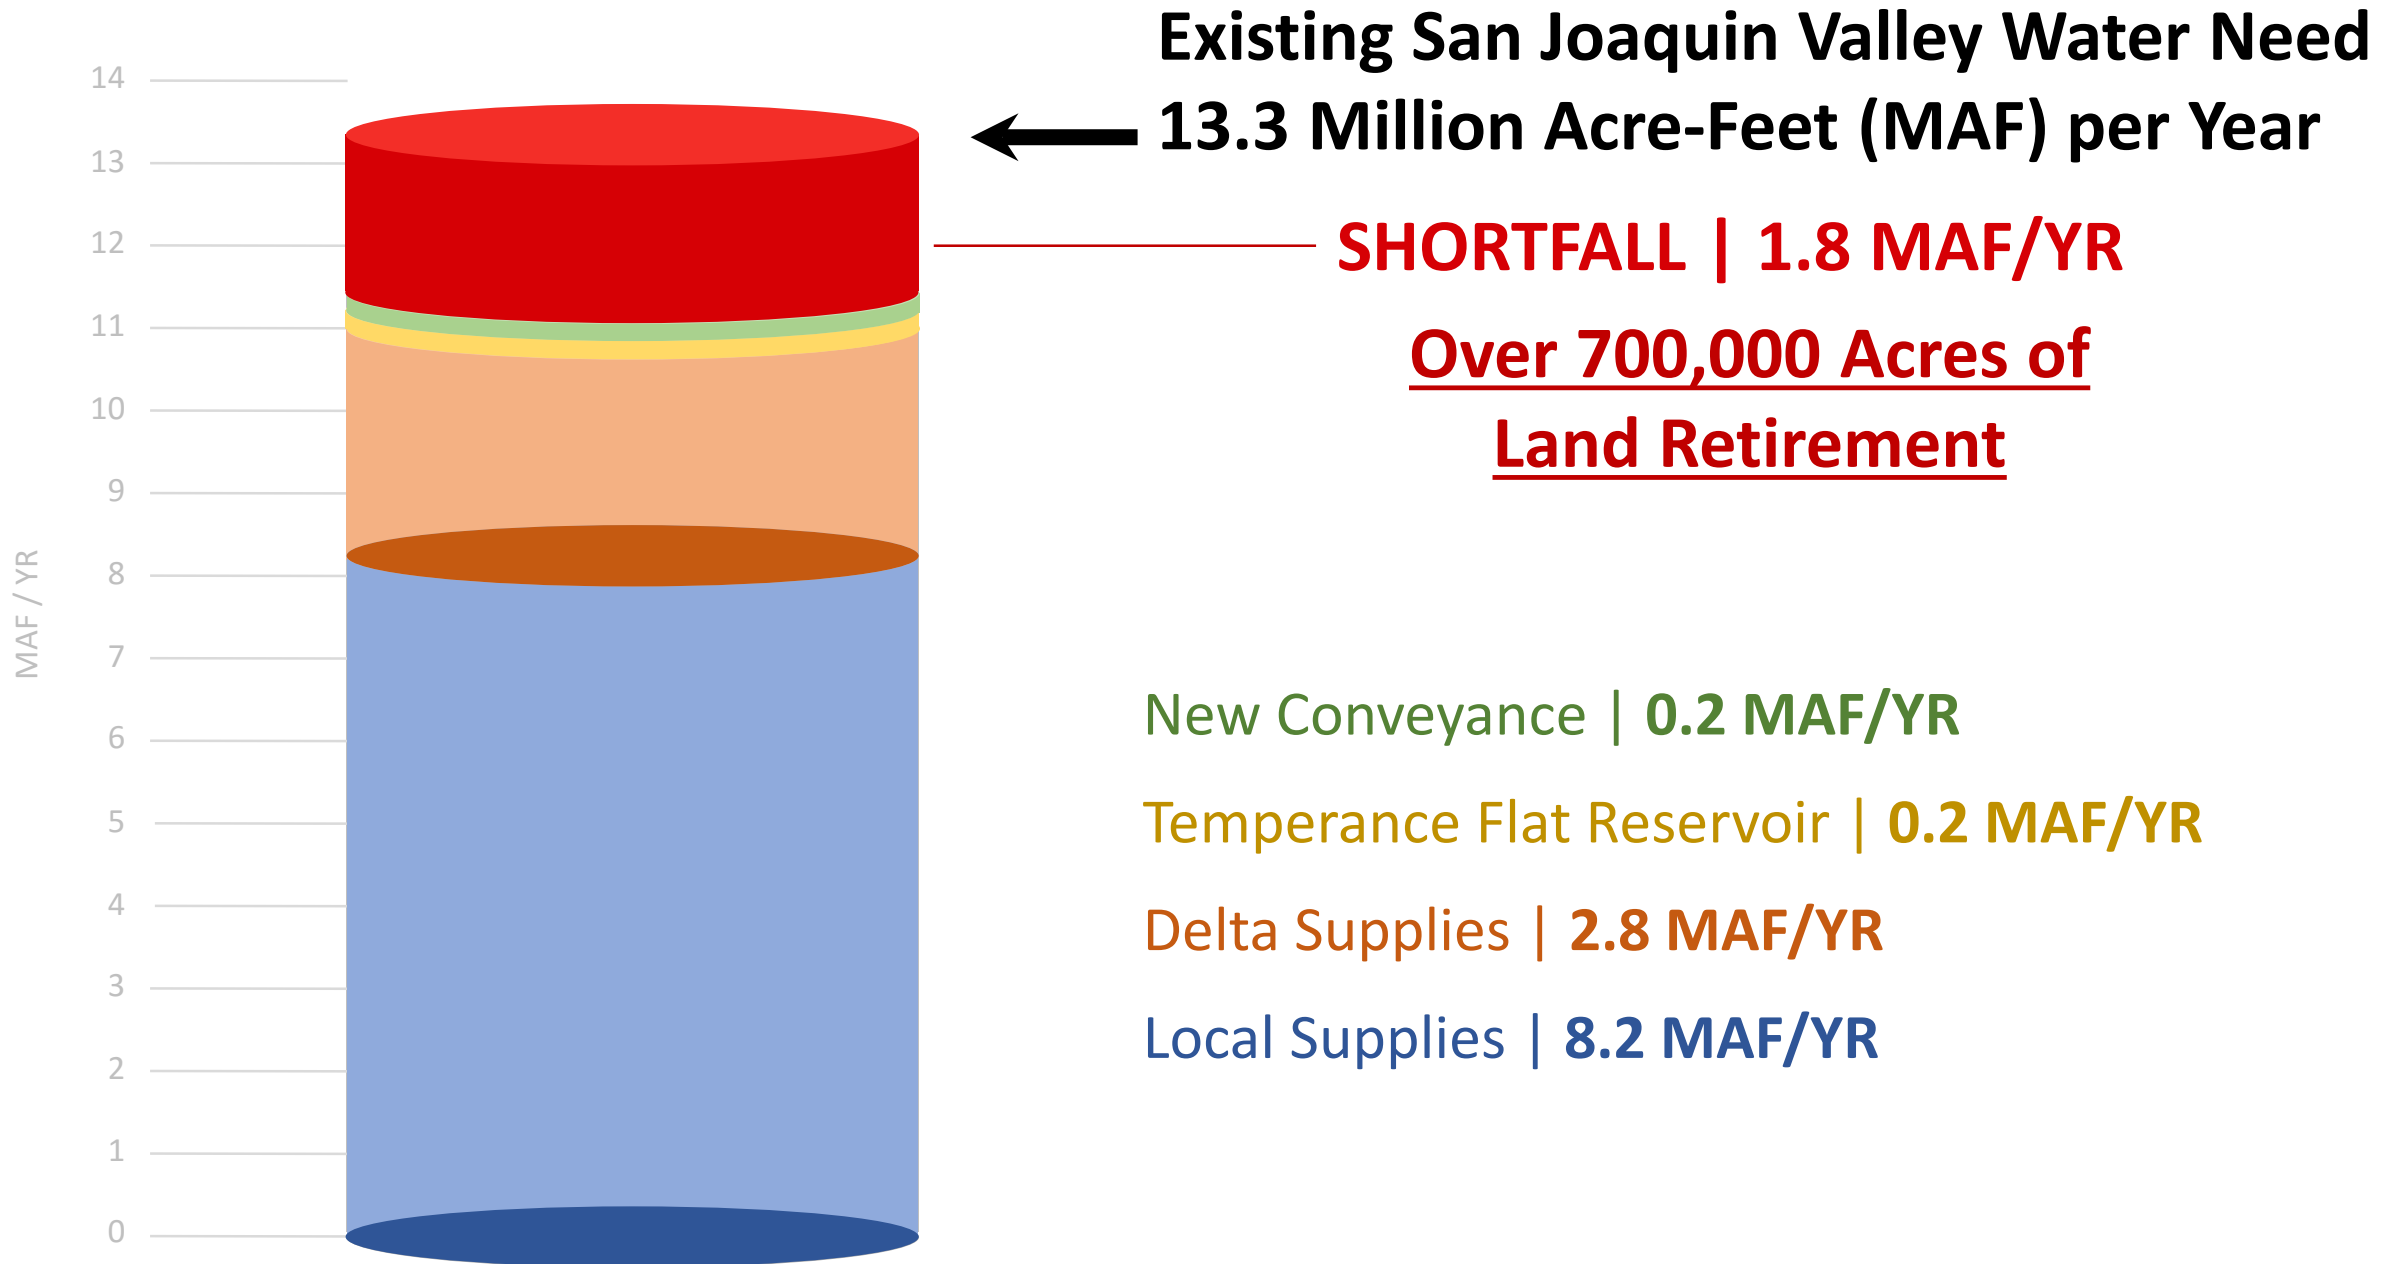 Existing San Joaquin Valley Water Need
13.3 Million Acre-Feet (MAF) per Year
SHORTFALL | 1.8 MAF/YR
Over 700,000 Acres of
Land Retirement
New Conveyance | 0.2 MAF/YR
Temperance Flat Reservoir | 0.2 MAF/YR
Delta Supplies | 2.8 MAF/YR
Local Supplies | 8.2 MAF/YR
MAF / YR
14
13
12
11
10
9
8
7
6
5
4
3
2
1
0